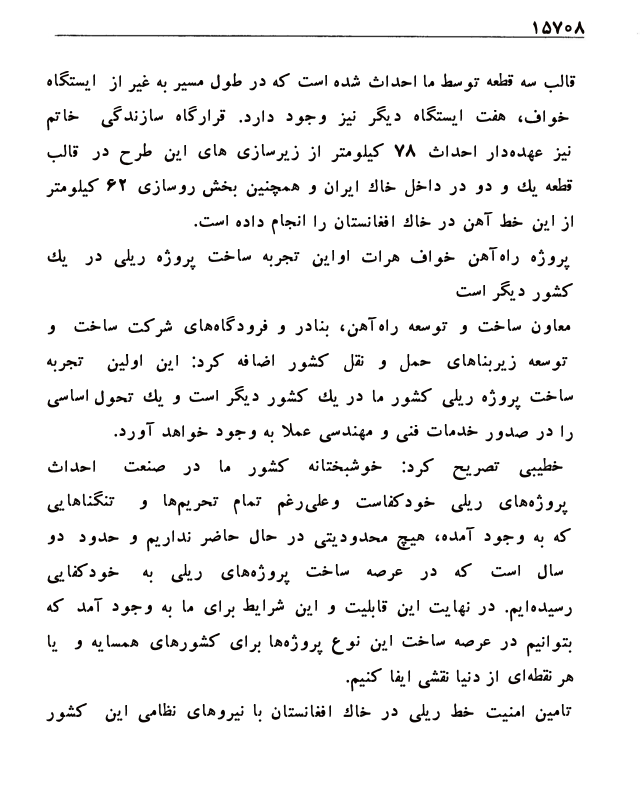 ۱۵۷۰۸
قالب سه قطعه توسط ما احداث شده است که در طول مسیر به غیر از ایستگاه
خواف، هفت ایستگاه دیگر نیز وجود دارد. قرارگاه سازندگی خاتم
نیز عهده‌دار احداث ۷۸ کیلومتر از زیرسازی های این طرح در قالب
قطعه یك و دو در داخل خاك ایران و همچنین بخش روسازی ۶۲ کیلومتر
از این خط آهن در خاك افغانستان را انجام داده است.
پروژه راه‌آهن خواف هرات اواین تجربه ساخت پروژه ریلی در یك
کشور دیگر است
معاون ساخت و توسعه راه‌آهن، بنادر و فرودگاه‌های شرکت ساخت و
توسعه زیربناهای حمل و نقل کشور اضافه کرد: این اولین تجربه
ساخت پروژه ریلی کشور ما در یك کشور دیگر است و یك تحول اساسی
را در صدور خدمات فنی و مهندسی عملا به وجود خواهد آورد.
خطیبی تصریح کرد: خوشبختانه کشور ما در صنعت احداث
پروژه‌های ریلی خودکفاست وعلی‌رغم تمام تحریم‌ها و تنگناهایی
که به وجود آمده، هیچ محدودیتی در حال حاضر نداریم و حدود دو
سال است که در عرصه ساخت پروژه‌های ریلی به خودکفایی
رسیده‌ایم. در نهایت این قابلیت و این شرایط برای ما به وجود آمد که
بتوانیم در عرصه ساخت این نوع پروژه‌ها برای کشورهای همسایه و یا
هر نقطه‌ای از دنیا نقشی ایفا کنیم.
تامین امنیت خط ریلی در خاك افغانستان با نیروهای نظامی این کشور